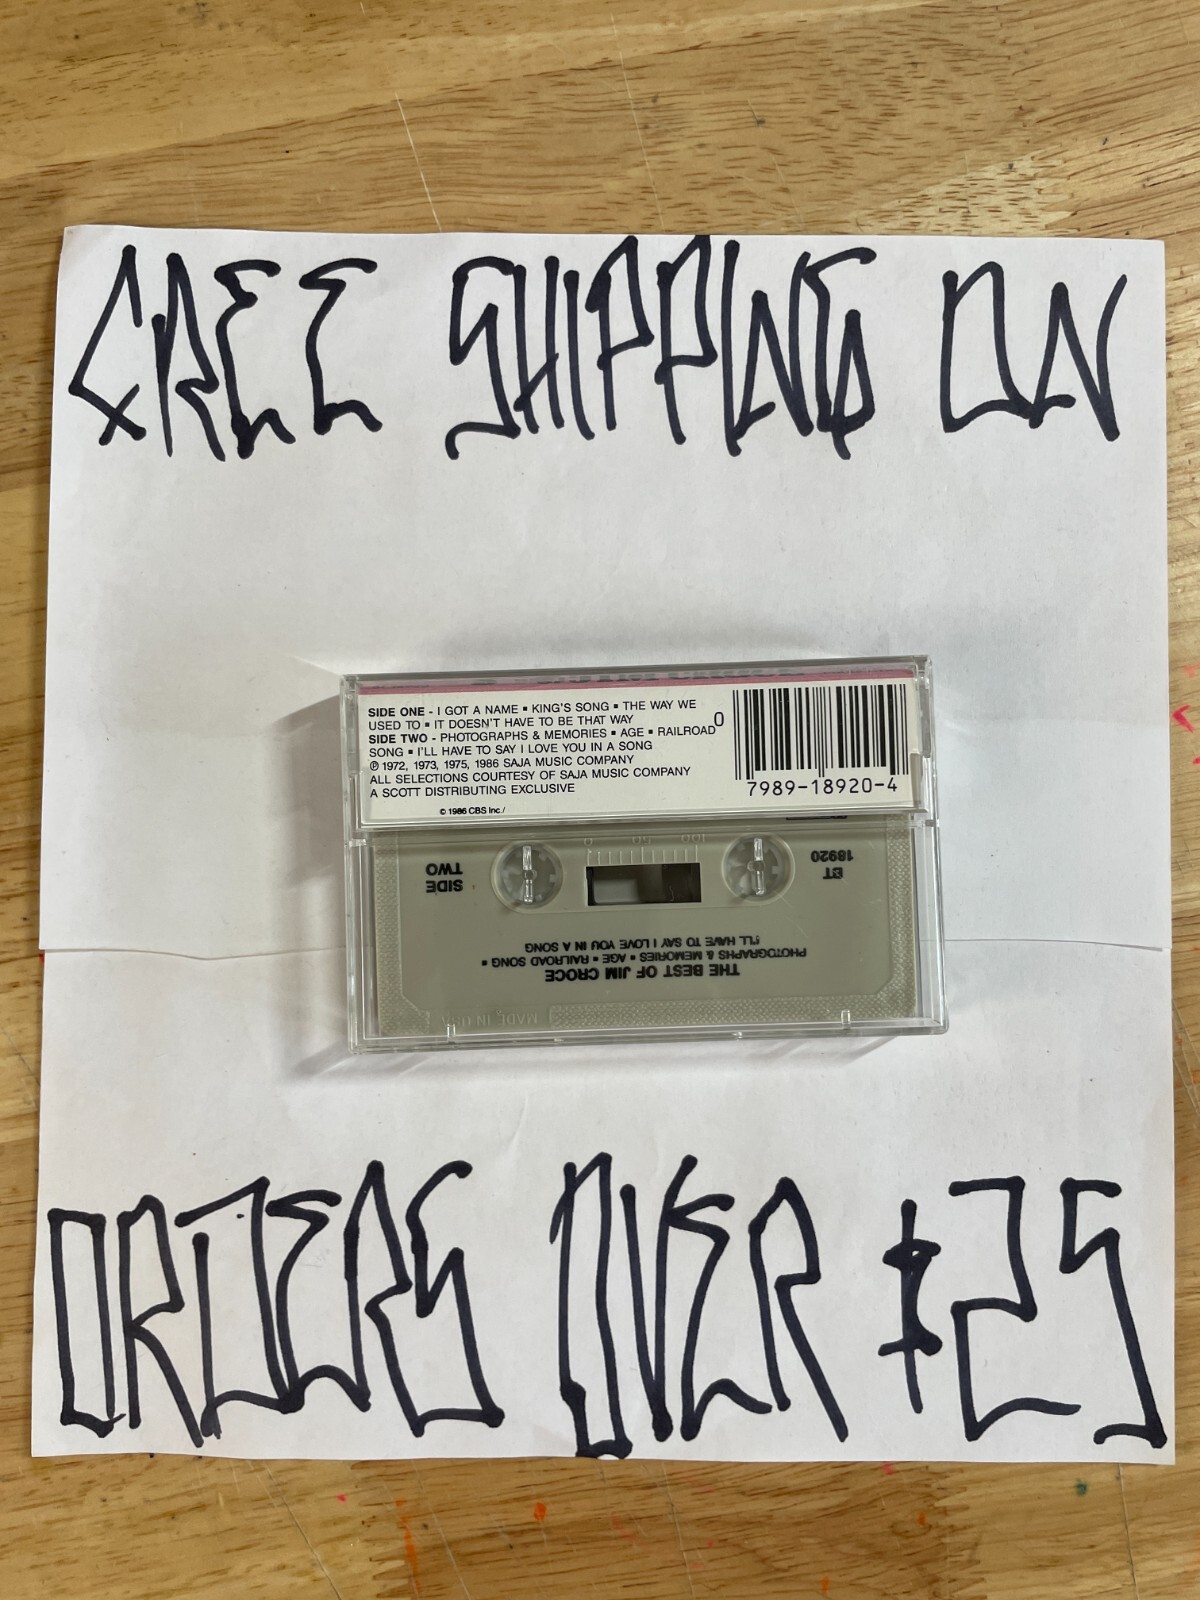 FREE SHIPPING ON
SIDE ONE - I GOT A NAME ▪ KING'S SONG ▪ THE WAY WE
USED TO ▪ IT DOESN'T HAVE TO BE THAT WAY
SIDE TWO - PHOTOGRAPHS & MEMORIES ▪ AGE ▪ RAILROAD
SONG ▪ I'LL HAVE TO SAY I LOVE YOU IN A SONG
℗ 1972, 1973, 1975, 1986 SAJA MUSIC COMPANY
ALL SELECTIONS COURTESY OF SAJA MUSIC COMPANY
A SCOTT DISTRIBUTING EXCLUSIVE
© 1986 CBS Inc./
0
7989-18920-4
0 50 100
SIDE TWO
ET 18920
THE BEST OF JIM CROCE
PHOTOGRAPHS & MEMORIES ▪ AGE ▪ RAILROAD SONG ▪
I'LL HAVE TO SAY I LOVE YOU IN A SONG
MADE IN USA
ORDERS OVER $25